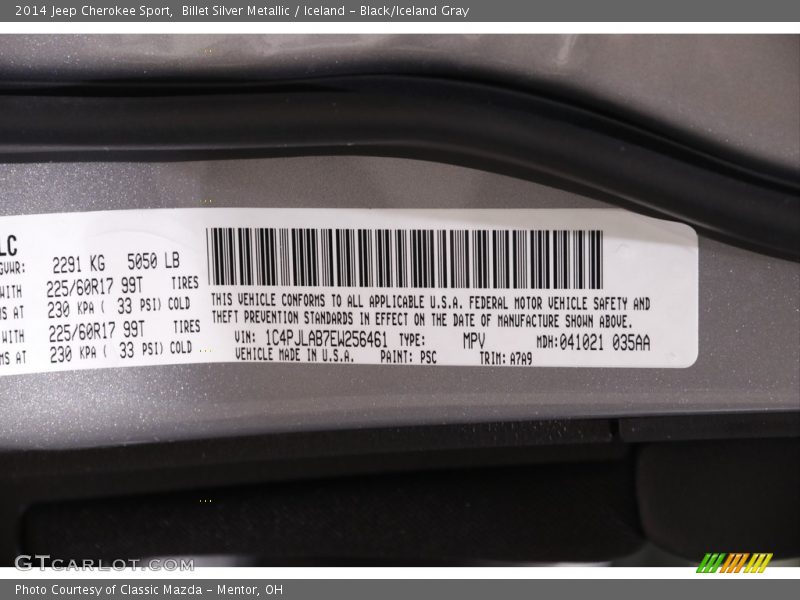 2014 Jeep Cherokee Sport,  Billet Silver Metallic / Iceland - Black/Iceland Gray
LC
GVWR: 2291 KG 5050 LB
WITH 225/60R17 99T TIRES
AT 230 KPA ( 33 PSI) COLD
WITH 225/60R17 99T TIRES
AT 230 KPA ( 33 PSI) COLD
THIS VEHICLE CONFORMS TO ALL APPLICABLE U.S.A. FEDERAL MOTOR VEHICLE SAFETY AND
THEFT PREVENTION STANDARDS IN EFFECT ON THE DATE OF MANUFACTURE SHOWN ABOVE.
VIN: 1C4PJLAB7EW256461 TYPE: MPV MDH:041021 035AA
VEHICLE MADE IN U.S.A. PAINT: PSC TRIM: A7A9
GTCarLot.com
Photo Courtesy of Classic Mazda - Mentor, OH